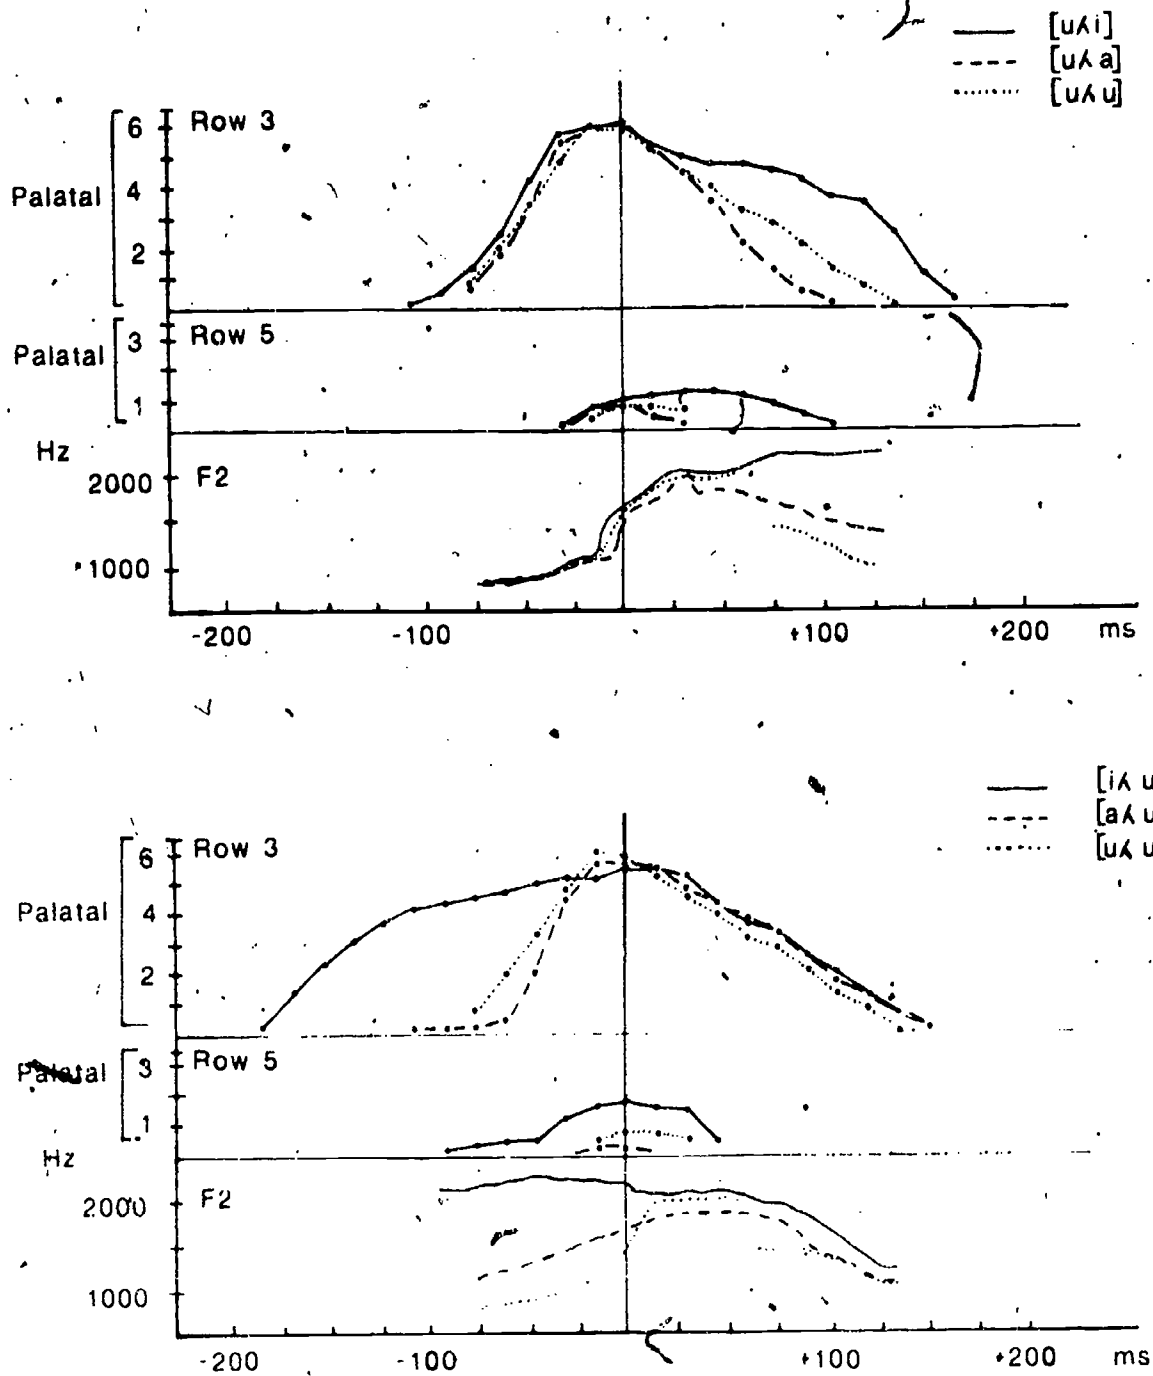 [uʎi]
[uʎa]
[uʎu]
Row 3
Palatal
6
4
2
Row 5
Palatal
3
1
Hz
F2
2000
1000
-200 -100 +100 +200 ms
[iʎu
[aʎu
[uʎu
Row 3
Palatal
6
4
2
Row 5
Palatal
3
1
Hz
F2
2000
1000
-200 -100 +100 +200 ms